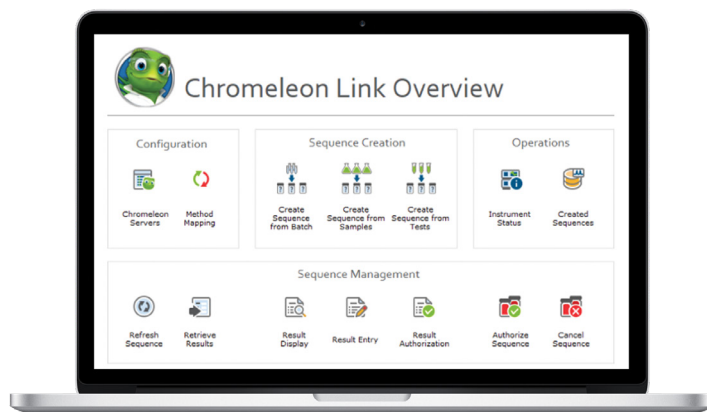 Chromeleon Link Overview
Configuration
Chromeleon
Servers
Method
Mapping
Sequence Creation
Create
Sequence
from Batch
Create
Sequence from
Samples
Create
Sequence from
Tests
Operations
Instrument
Status
Created
Sequences
Sequence Management
Refresh
Sequence
Retrieve
Results
Result
Display
Result Entry
Result
Authorization
Authorize
Sequence
Cancel
Sequence